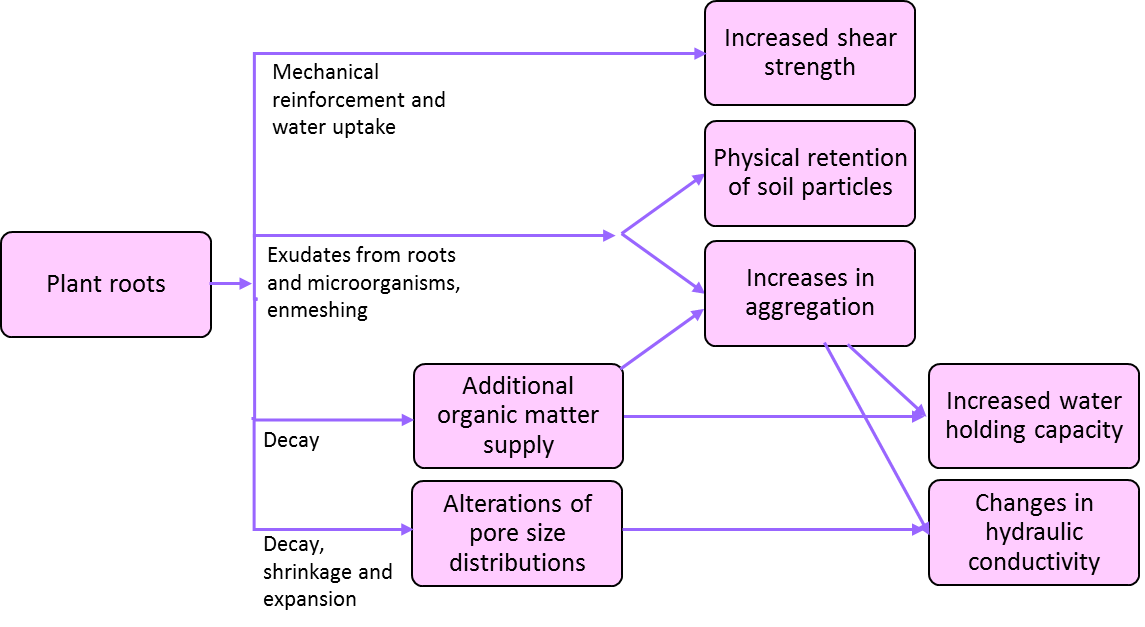 Increased shear
strength
Mechanical
reinforcement and
water uptake
Physical retention
of soil particles
Plant roots
Exudates from roots
and microorganisms,
enmeshing
Increases in
aggregation
Decay
Additional
organic matter
supply
Increased water
holding capacity
Decay,
shrinkage and
expansion
Alterations of
pore size
distributions
Changes in
hydraulic
conductivity